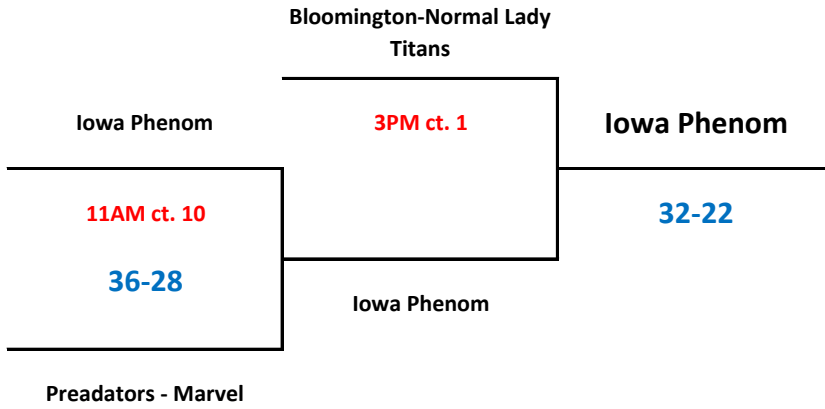 Bloomington-Normal Lady
Titans
Iowa Phenom
3PM ct. 1
Iowa Phenom
11AM ct. 10
32-22
36-28
Iowa Phenom
Preadators - Marvel